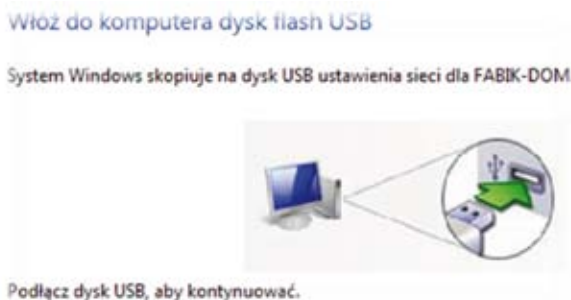 Włóż do komputera dysk flash USB
System Windows skopiuje na dysk USB ustawienia sieci dla FABIK-DOM
Podłącz dysk USB, aby kontynuować.